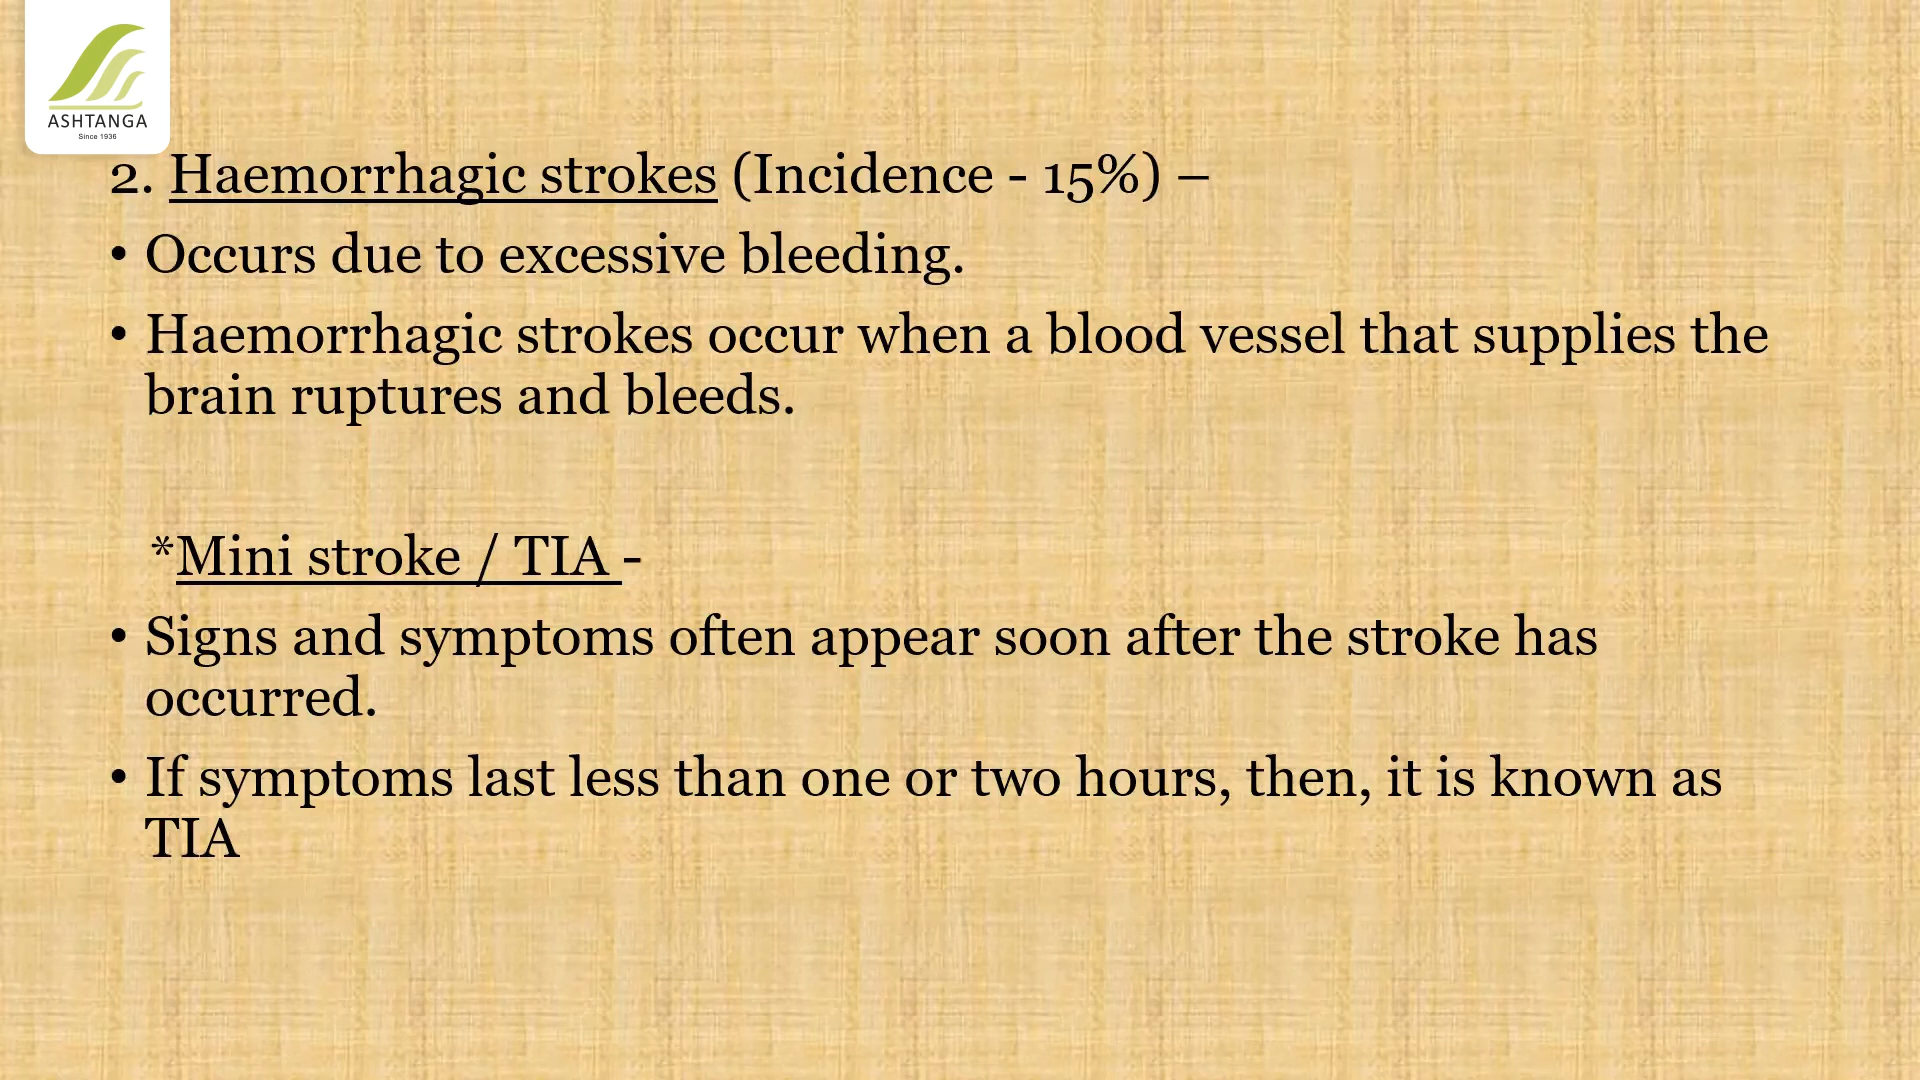 ASHTANGA
Since 1936
2. Haemorrhagic strokes (Incidence - 15%) –
• Occurs due to excessive bleeding.
• Haemorrhagic strokes occur when a blood vessel that supplies the
brain ruptures and bleeds.
*Mini stroke / TIA -
• Signs and symptoms often appear soon after the stroke has
occurred.
• If symptoms last less than one or two hours, then, it is known as
TIA